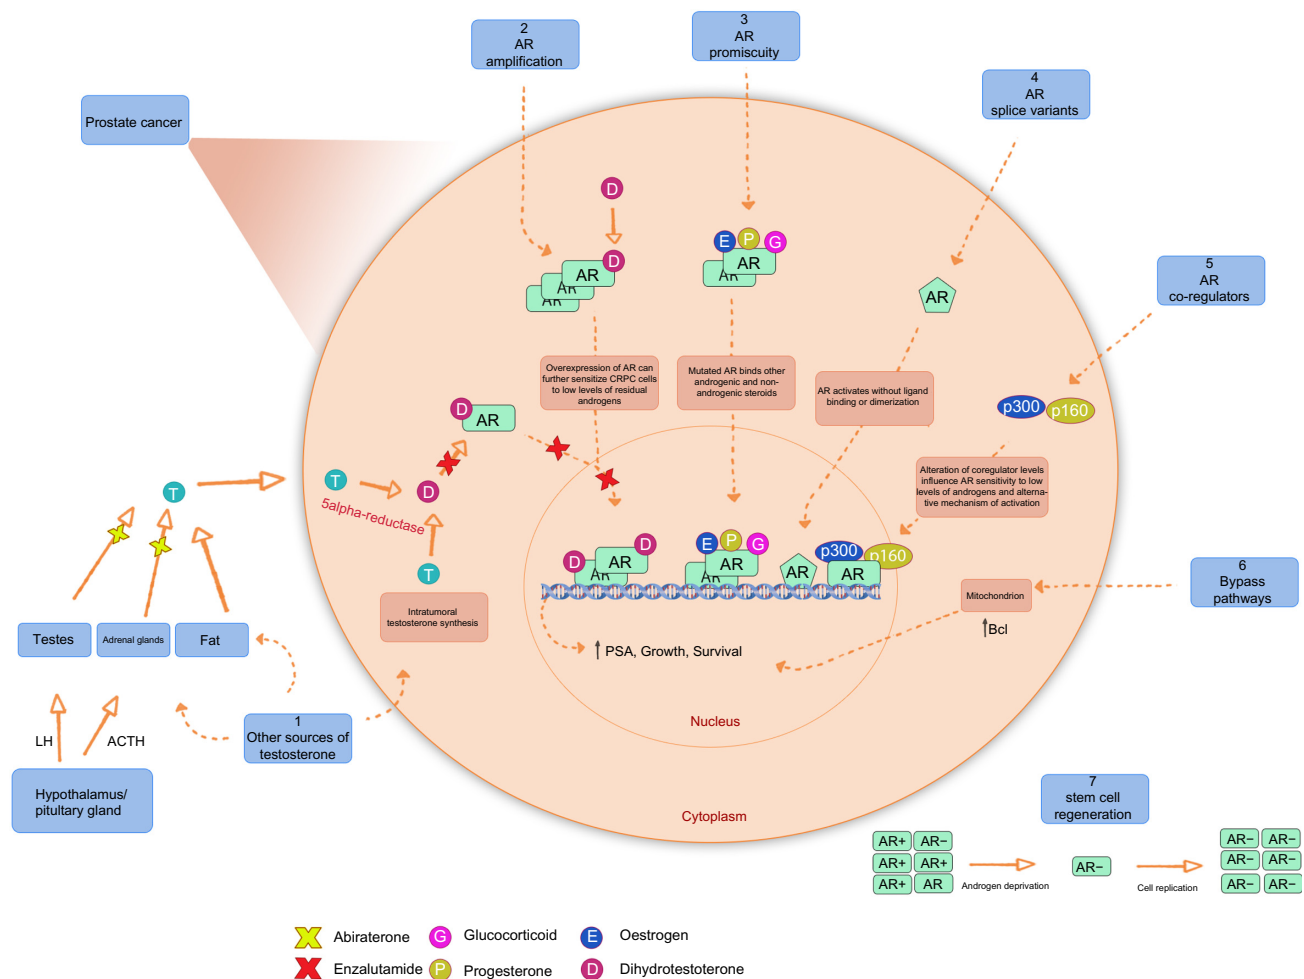 2
AR
amplification
3
AR
promiscuity
4
AR
splice variants
Prostate cancer
D
D
AR
AR
AR
E
P
G
AR
AR
AR
5
AR
co-regulators
Overexpression of AR can
further sensitize CRPC cells
to low levels of residual
androgens
Mutated AR binds other
androgenic and non-
androgenic steroids
AR activates without ligand
binding or dimerization
p300
p160
D
AR
T
5alpha-reductase
D
T
Alteration of coregulator levels
influence AR sensitivity to low
levels of androgens and alterna-
tive mechanism of activation
T
Intratumoral
testosterone synthesis
D
D
AR
AR
E
P
G
AR
AR
AR
p300
p160
AR
Mitochondrion
Bcl
6
Bypass
pathways
PSA, Growth, Survival
Testes
Adrenal glands
Fat
Nucleus
1
Other sources of
testosterone
LH
ACTH
Hypothalamus/
pitultary gland
Cytoplasm
7
stem cell
regeneration
AR+
AR−
AR+
AR+
AR+
AR
Androgen deprivation
AR−
Cell replication
AR−
AR−
AR−
AR−
AR−
AR−
Abiraterone
G
Glucocorticoid
E
Oestrogen
Enzalutamide
P
Progesterone
D
Dihydrotestoterone